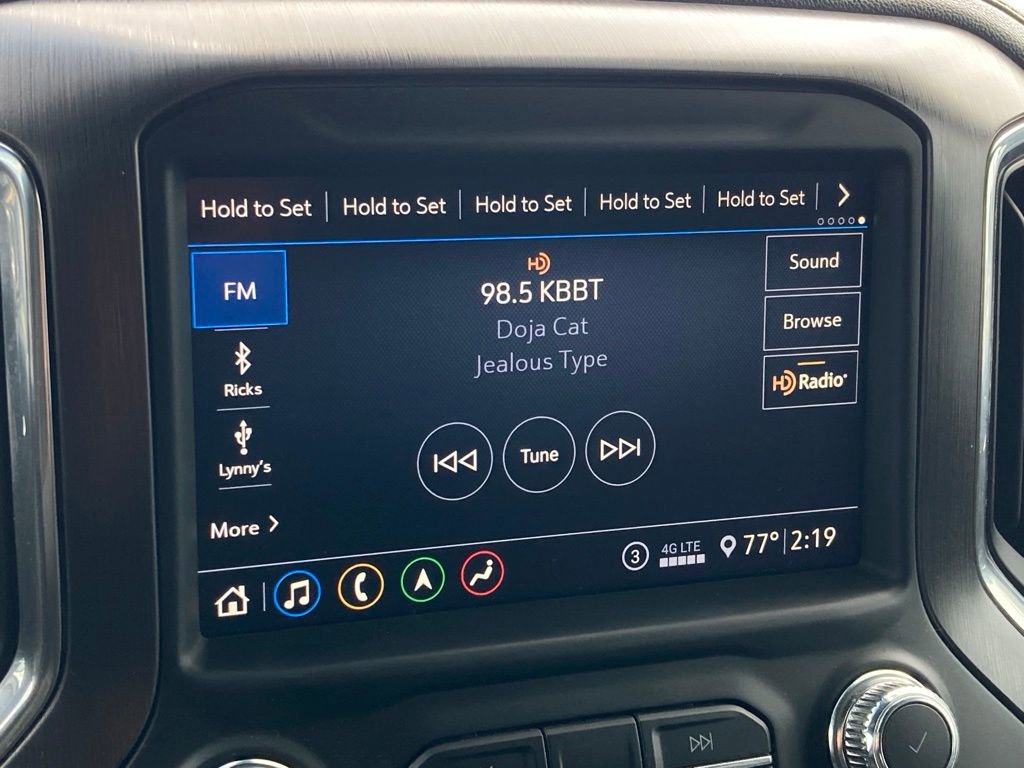 Hold to Set Hold to Set Hold to Set Hold to Set Hold to Set
FM
HD
98.5 KBBT
Doja Cat
Jealous Type
Sound
Browse
HD Radio
Ricks
Lynny's
Tune
More
3 4G LTE 77° 2:19